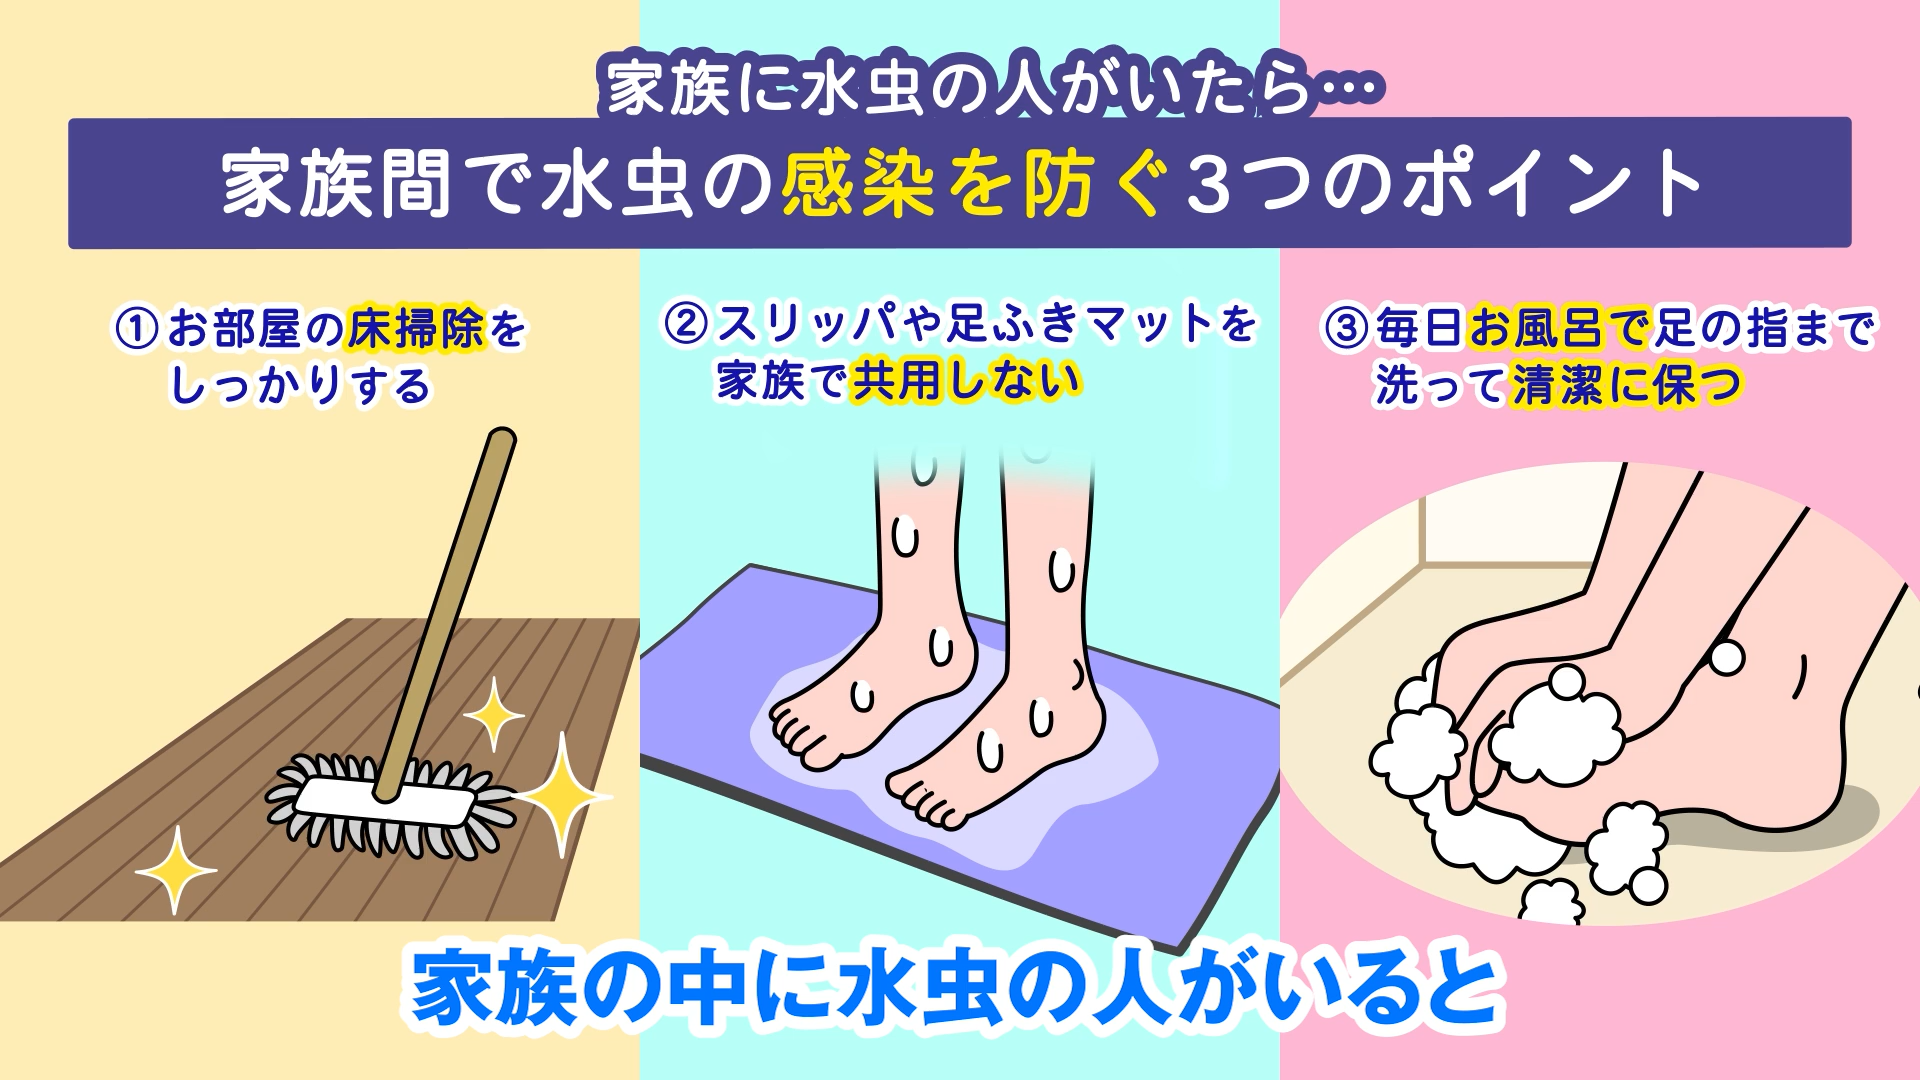 家族に水虫の人がいたら…
家族間で水虫の感染を防ぐ3つのポイント
①お部屋の床掃除を
しっかりする
②スリッパや足ふきマットを
家族で共用しない
③毎日お風呂で足の指まで
洗って清潔に保つ
家族の中に水虫の人がいると